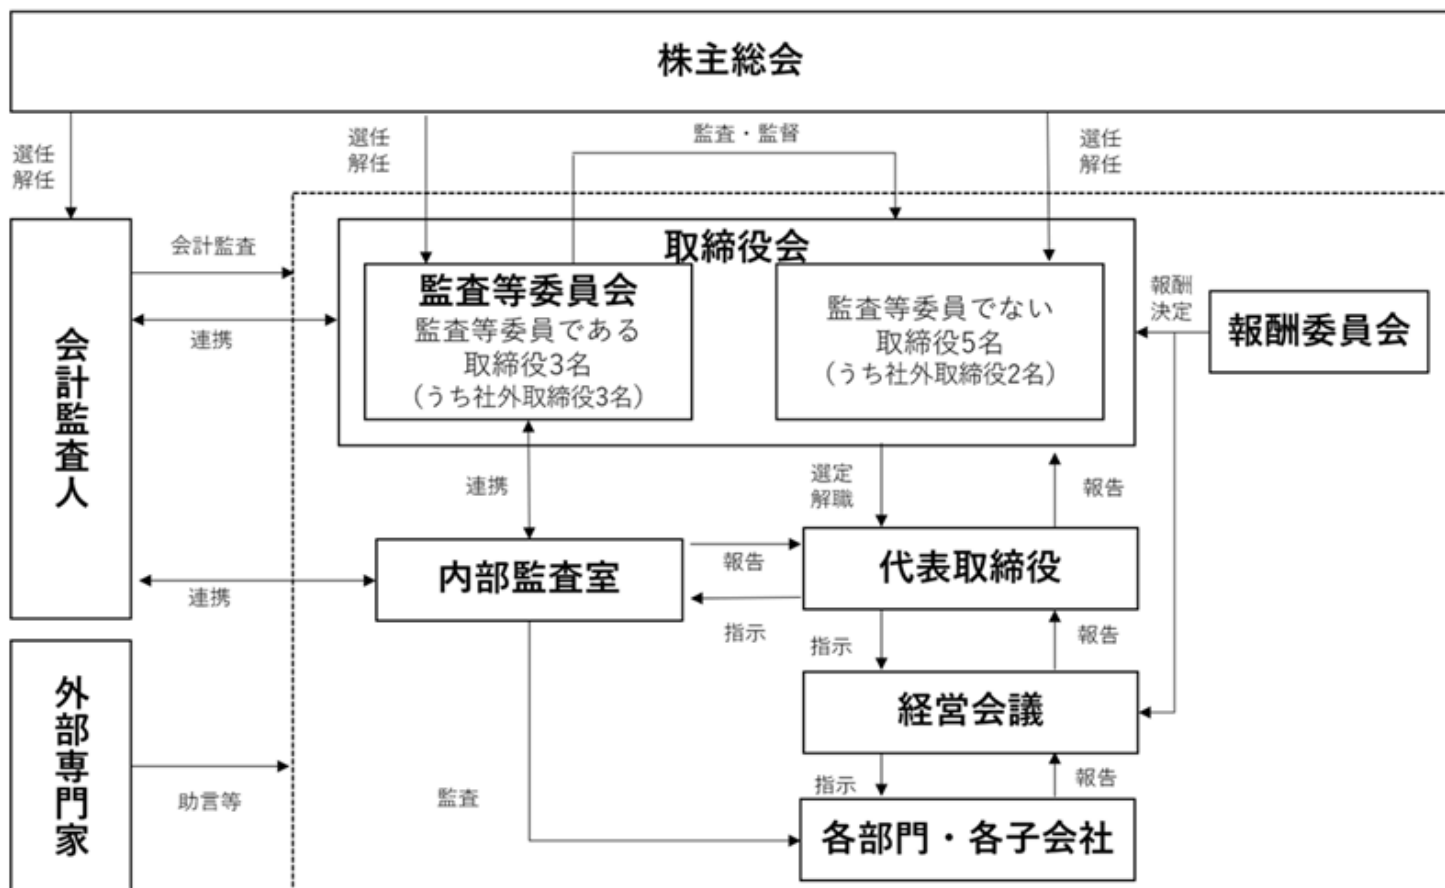 株主総会
選任
解任
選任
解任
監査・監督
選任
解任
会計監査人
会計監査
連携
取締役会
監査等委員会
監査等委員である
取締役3名
(うち社外取締役3名)
監査等委員でない
取締役5名
(うち社外取締役2名)
報酬
決定
報酬委員会
連携
選定
解職
報告
内部監査室
報告
指示
代表取締役
連携
指示
報告
経営会議
外部専門家
助言等
監査
指示
報告
各部門・各子会社